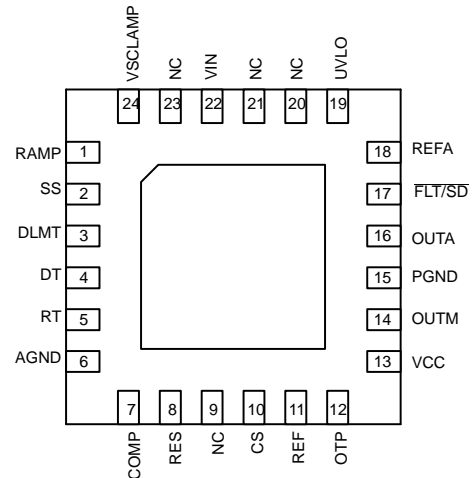 VSCLAMP NC VIN NC NC UVLO
24 23 22 21 20 19
RAMP 1
SS 2
DLMT 3
DT 4
RT 5
AGND 6
18 REFA
17 FLT/SD
16 OUTA
15 PGND
14 OUTM
13 VCC
7 8 9 10 11 12
COMP RES NC CS REF OTP